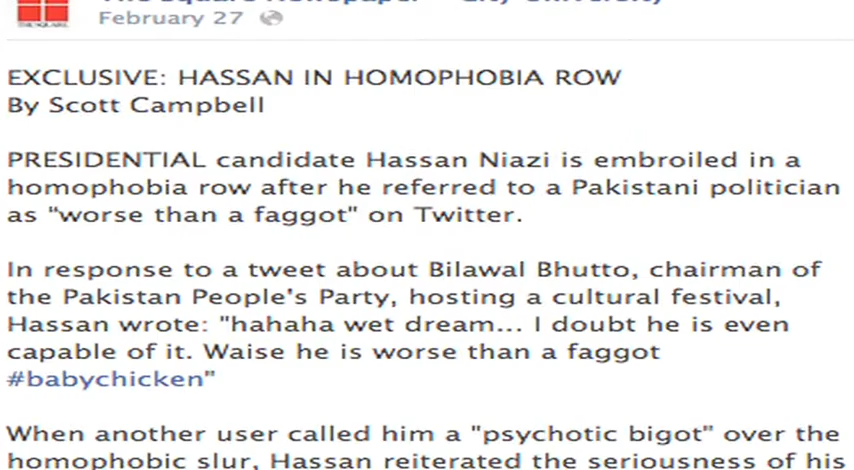 February 27
EXCLUSIVE: HASSAN IN HOMOPHOBIA ROW
By Scott Campbell
PRESIDENTIAL candidate Hassan Niazi is embroiled in a
homophobia row after he referred to a Pakistani politician
as "worse than a faggot" on Twitter.
In response to a tweet about Bilawal Bhutto, chairman of
the Pakistan People's Party, hosting a cultural festival,
Hassan wrote: "hahaha wet dream... I doubt he is even
capable of it. Waise he is worse than a faggot
#babychicken"
When another user called him a "psychotic bigot" over the
homophobic slur, Hassan reiterated the seriousness of his